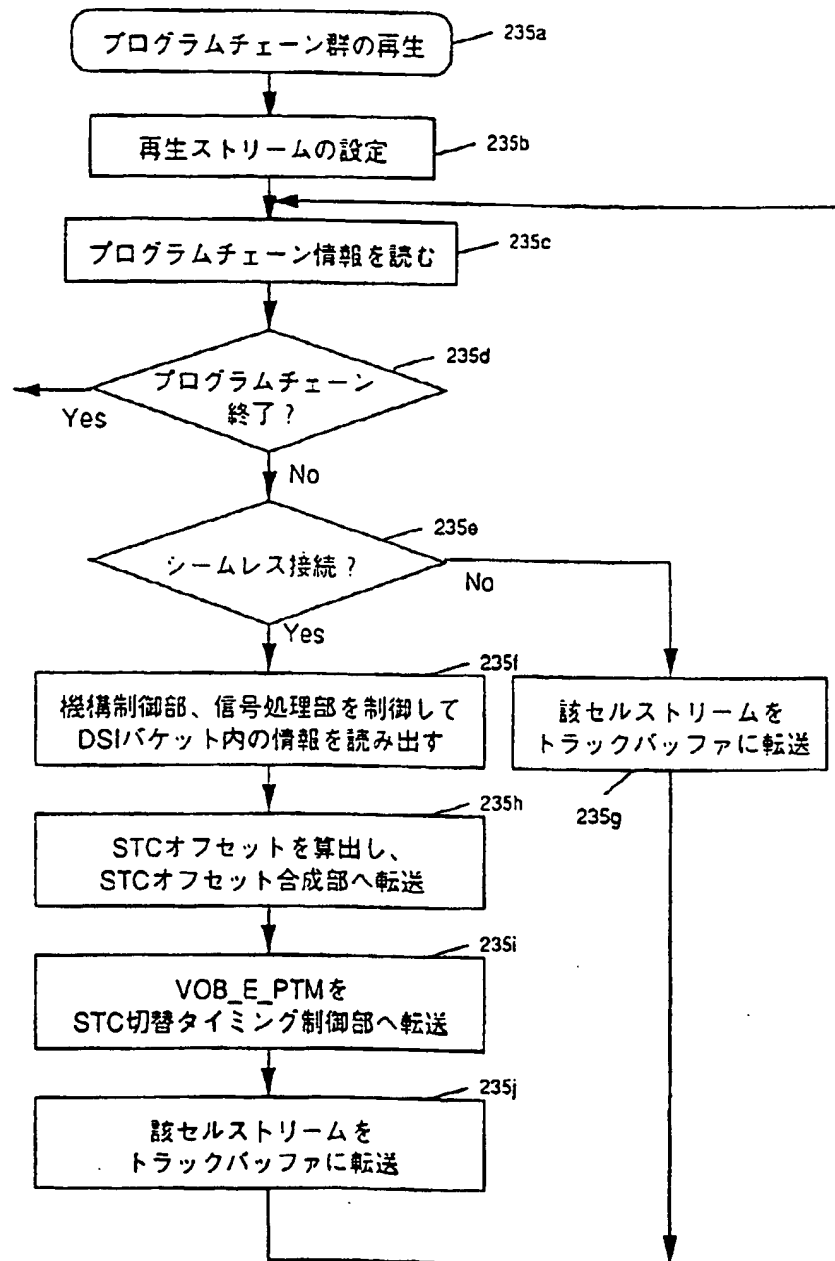 プログラムチェーン群の再生
235a
再生ストリームの設定
235b
プログラムチェーン情報を読む
235c
235d
プログラムチェーン
終了?
Yes
No
235e
シームレス接続?
No
Yes
235f
機構制御部、信号処理部を制御して
DSIパケット内の情報を読み出す
該セルストリームを
トラックバッファに転送
235g
235h
STCオフセットを算出し、
STCオフセット合成部へ転送
235i
VOB_E_PTMを
STC切替タイミング制御部へ転送
235j
該セルストリームを
トラックバッファに転送